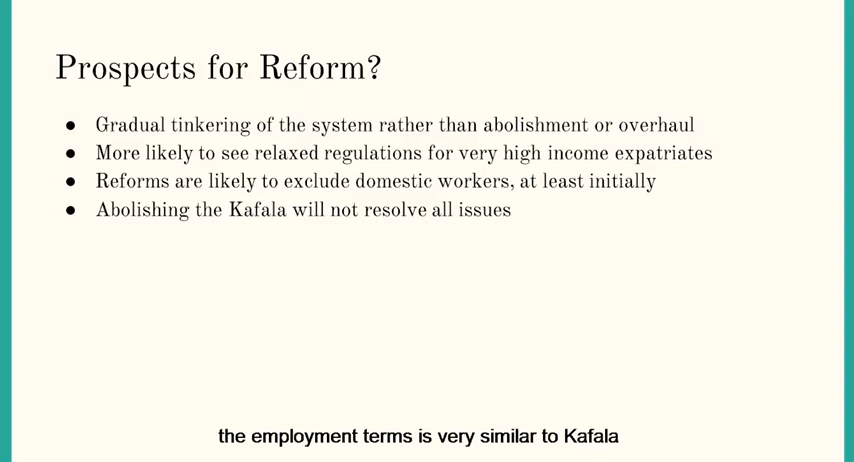 Prospects for Reform?
● Gradual tinkering of the system rather than abolishment or overhaul
● More likely to see relaxed regulations for very high income expatriates
● Reforms are likely to exclude domestic workers, at least initially
● Abolishing the Kafala will not resolve all issues
the employment terms is very similar to Kafala